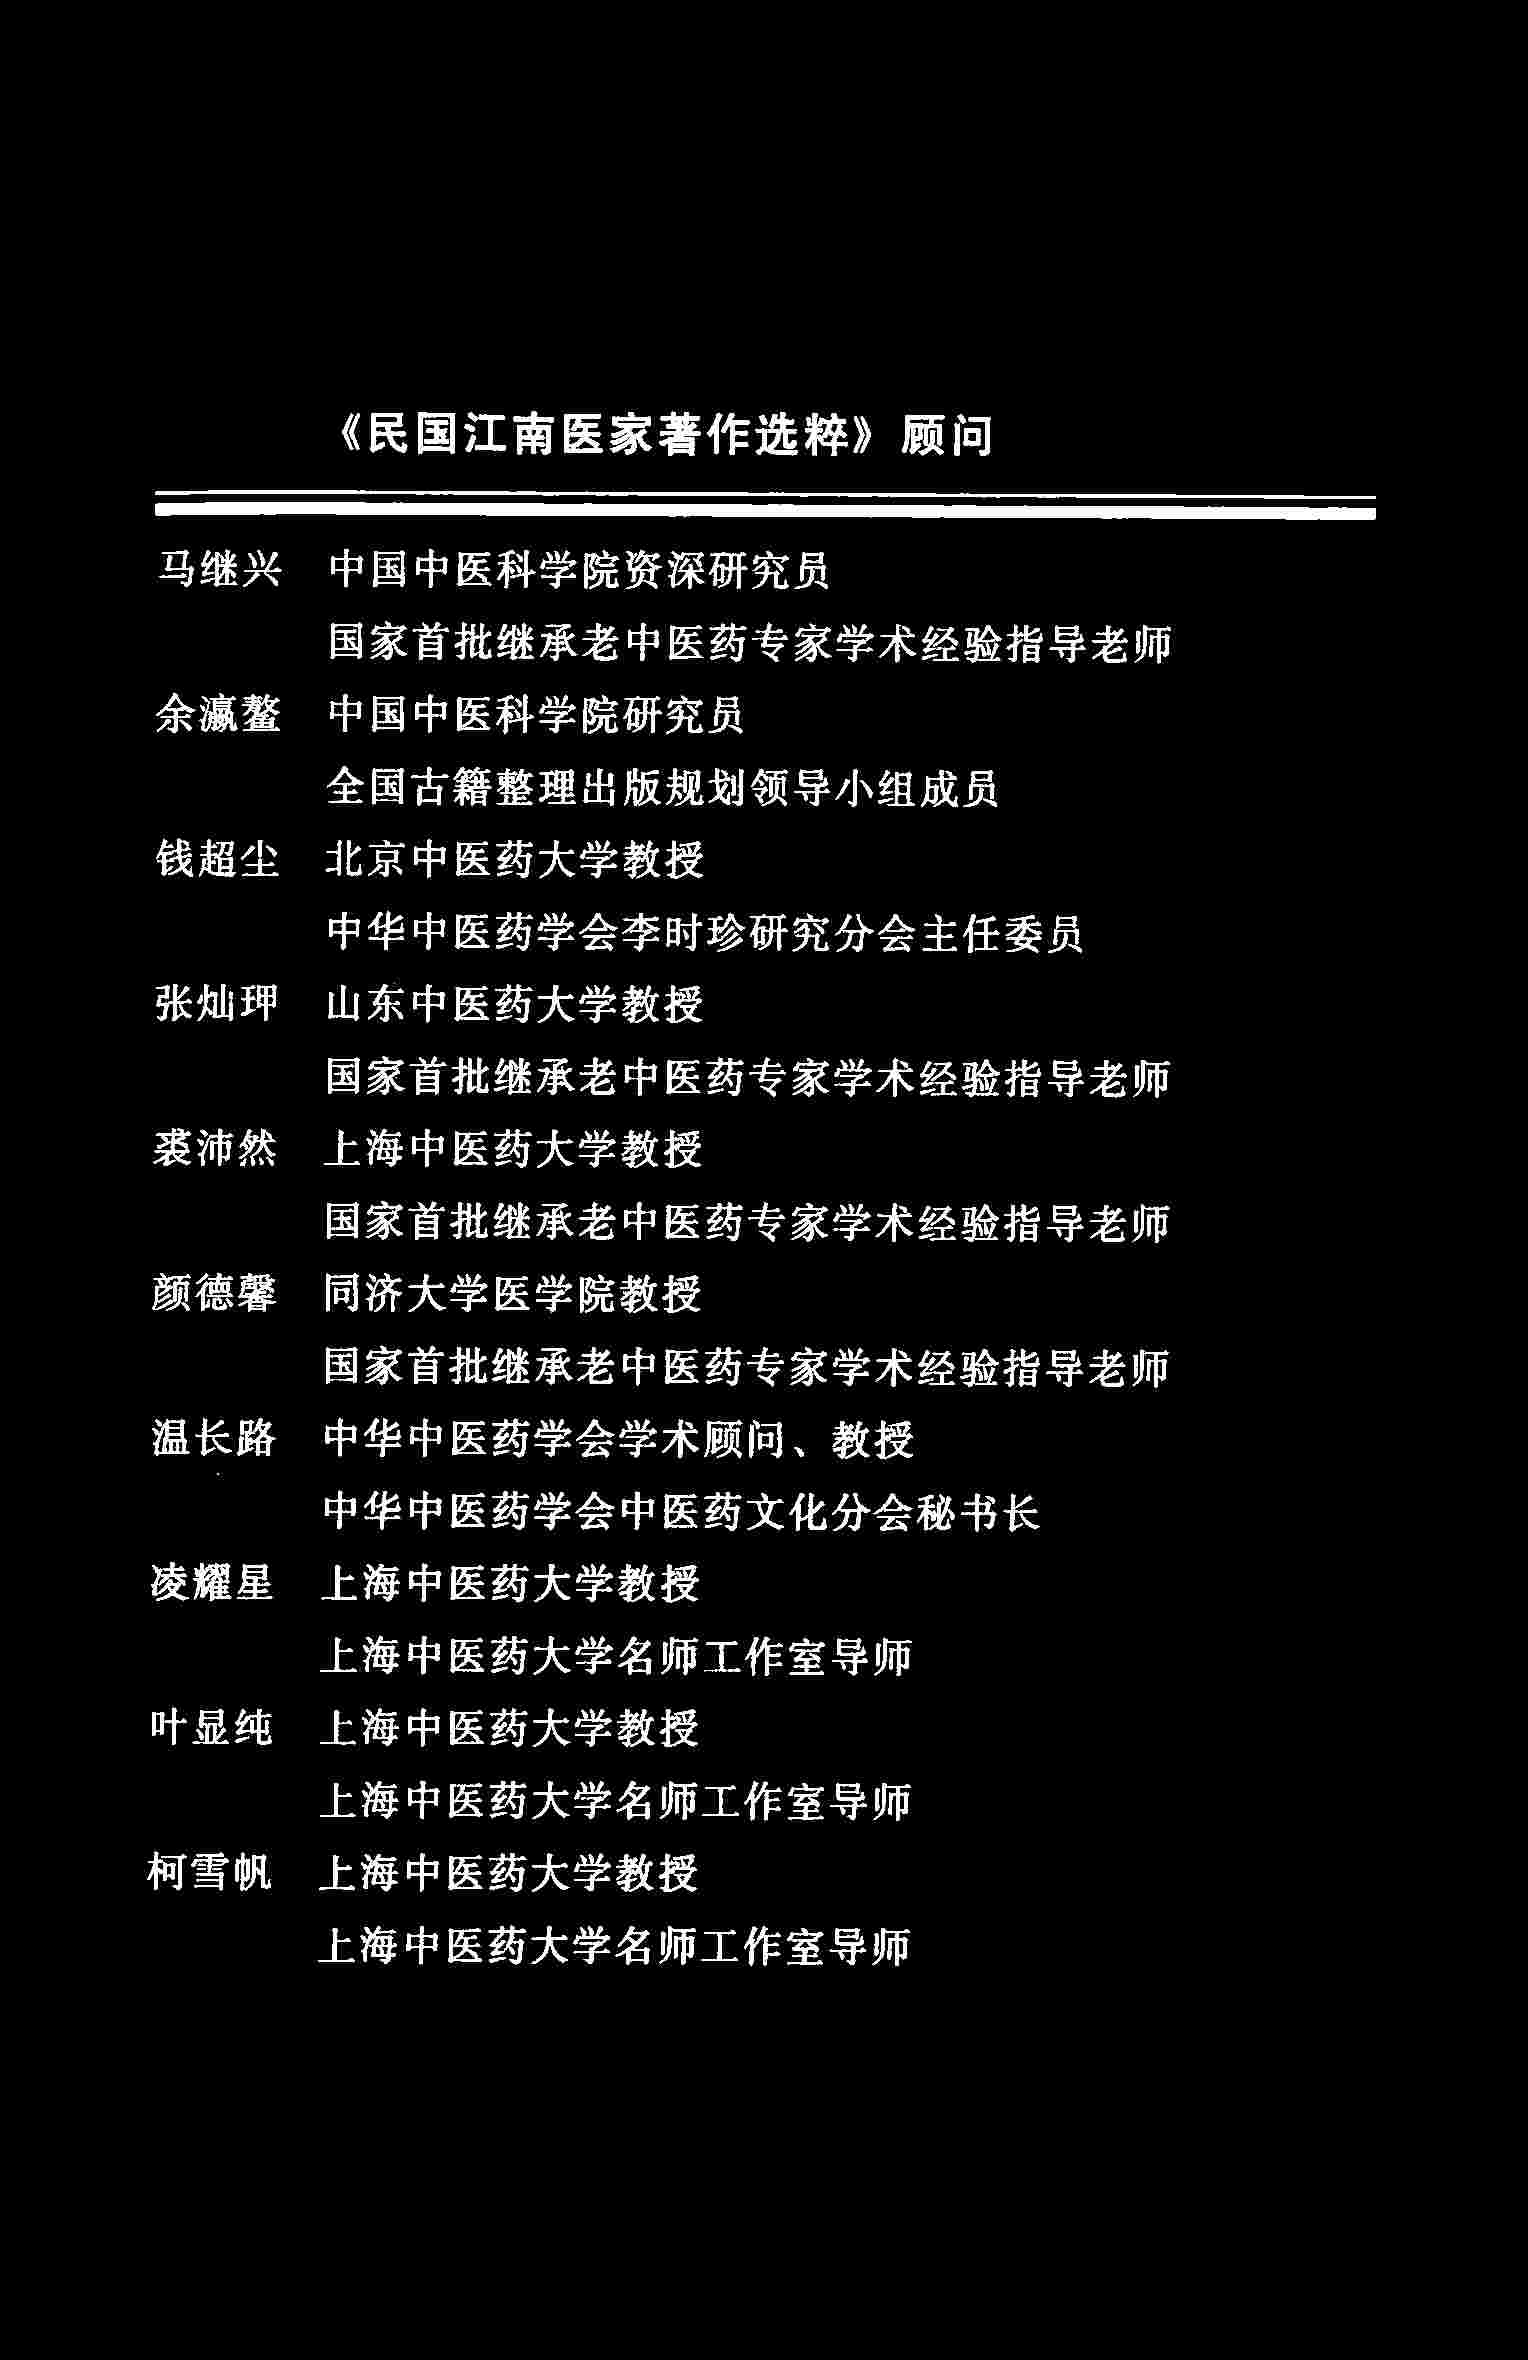 《民国江南医家著作选粹》顾问
马继兴 中国中医科学院资深研究员
国家首批继承老中医药专家学术经验指导老师
余瀛鳌 中国中医科学院研究员
全国古籍整理出版规划领导小组成员
钱超尘 北京中医药大学教授
中华中医药学会李时珍研究分会主任委员
张灿玾 山东中医药大学教授
国家首批继承老中医药专家学术经验指导老师
裘沛然 上海中医药大学教授
国家首批继承老中医药专家学术经验指导老师
颜德馨 同济大学医学院教授
国家首批继承老中医药专家学术经验指导老师
温长路 中华中医药学会学术顾问、教授
中华中医药学会中医药文化分会秘书长
凌耀星 上海中医药大学教授
上海中医药大学名师工作室导师
叶显纯 上海中医药大学教授
上海中医药大学名师工作室导师
柯雪帆 上海中医药大学教授
上海中医药大学名师工作室导师